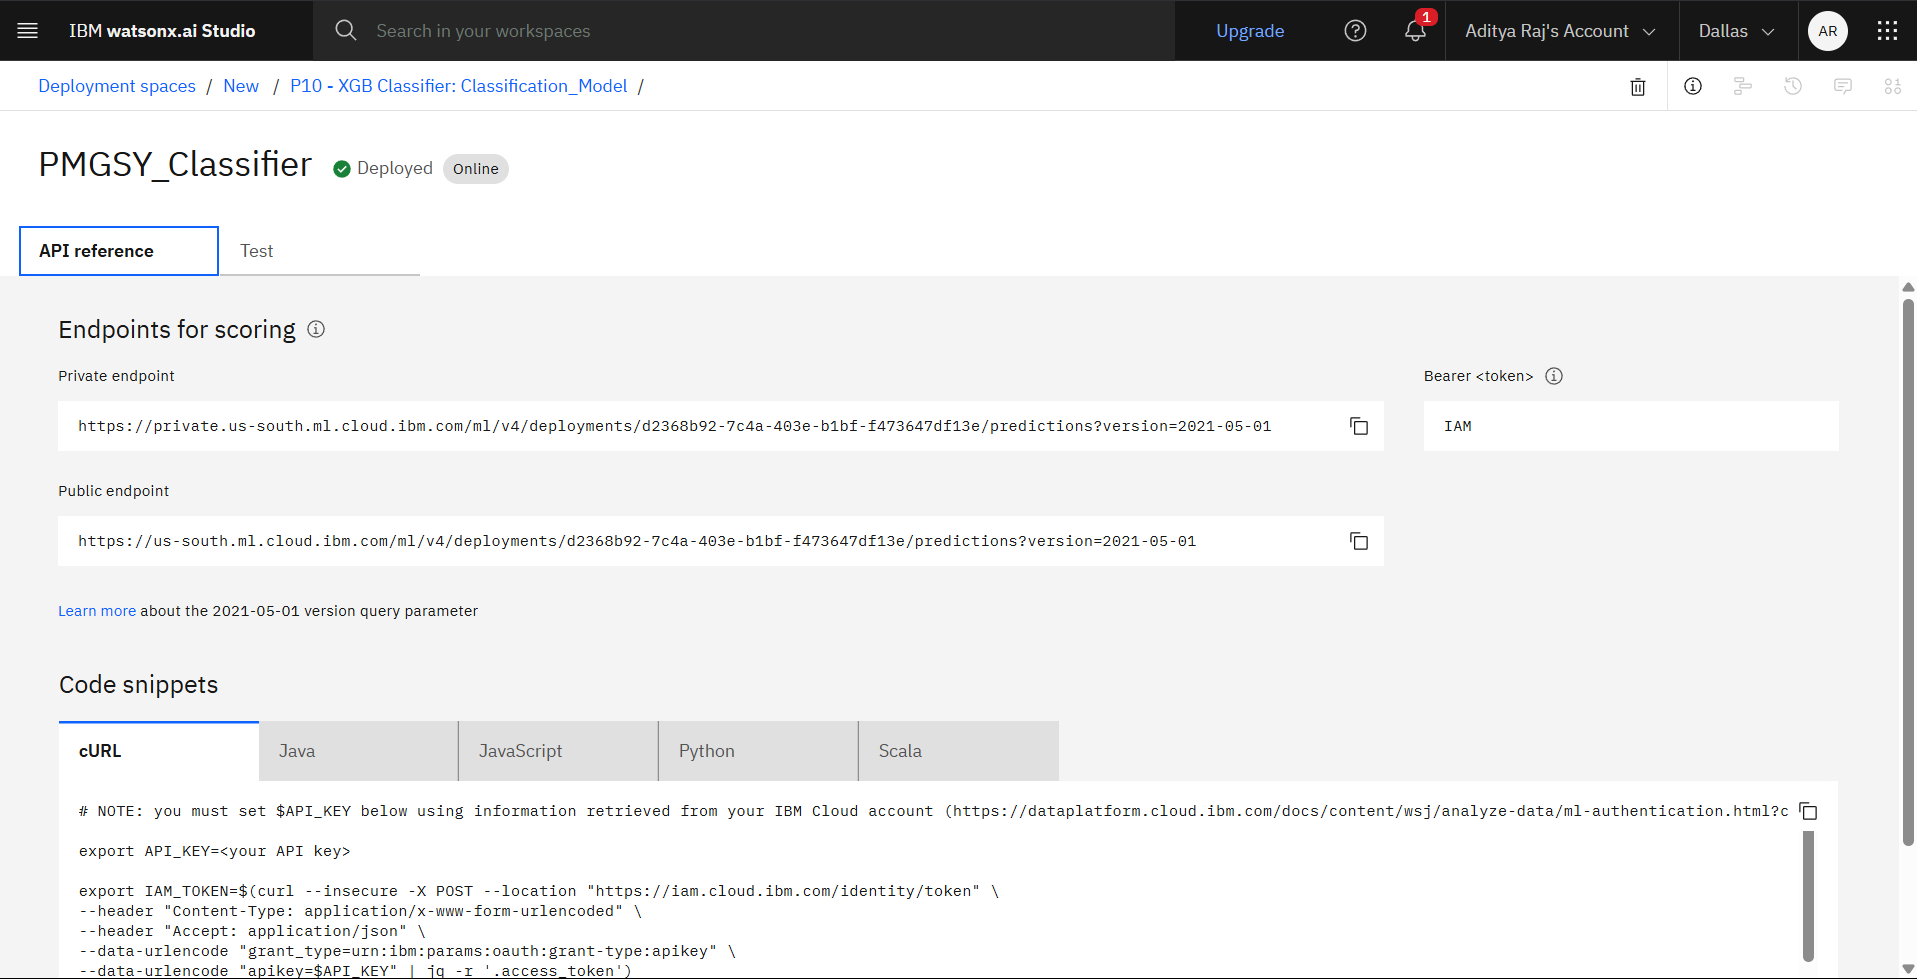 IBM watsonx.ai Studio
Search in your workspaces
Upgrade
1
Aditya Raj's Account
Dallas
AR
Deployment spaces / New / P10 - XGB Classifier: Classification_Model /
PMGSY_Classifier
Deployed
Online
API reference
Test
Endpoints for scoring
Private endpoint
https://private.us-south.ml.cloud.ibm.com/ml/v4/deployments/d2368b92-7c4a-403e-b1bf-f473647df13e/predictions?version=2021-05-01
Bearer <token>
IAM
Public endpoint
https://us-south.ml.cloud.ibm.com/ml/v4/deployments/d2368b92-7c4a-403e-b1bf-f473647df13e/predictions?version=2021-05-01
Learn more about the 2021-05-01 version query parameter
Code snippets
cURL
Java
JavaScript
Python
Scala
# NOTE: you must set $API_KEY below using information retrieved from your IBM Cloud account (https://dataplatform.cloud.ibm.com/docs/content/wsj/analyze-data/ml-authentication.html?c
export API_KEY=<your API key>
export IAM_TOKEN=$(curl --insecure -X POST --location "https://iam.cloud.ibm.com/identity/token" \
--header "Content-Type: application/x-www-form-urlencoded" \
--header "Accept: application/json" \
--data-urlencode "grant_type=urn:ibm:params:oauth:grant-type:apikey" \
--data-urlencode "apikey=$API_KEY" | jq -r '.access_token')